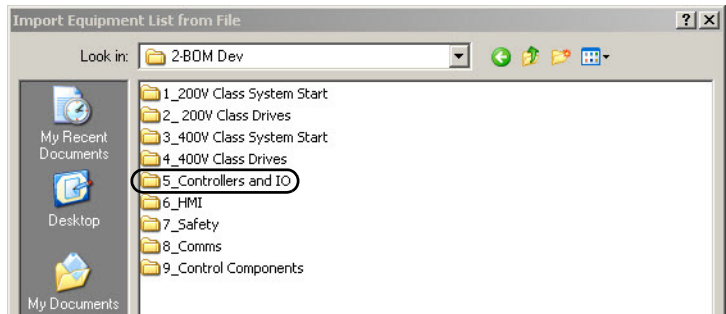 Import Equipment List from File
Look in: 2-BOM Dev
My Recent
Documents
Desktop
My Documents
1_200V Class System Start
2_ 200V Class Drives
3_400V Class System Start
4_400V Class Drives
5_Controllers and IO
6_HMI
7_Safety
8_Comms
9_Control Components